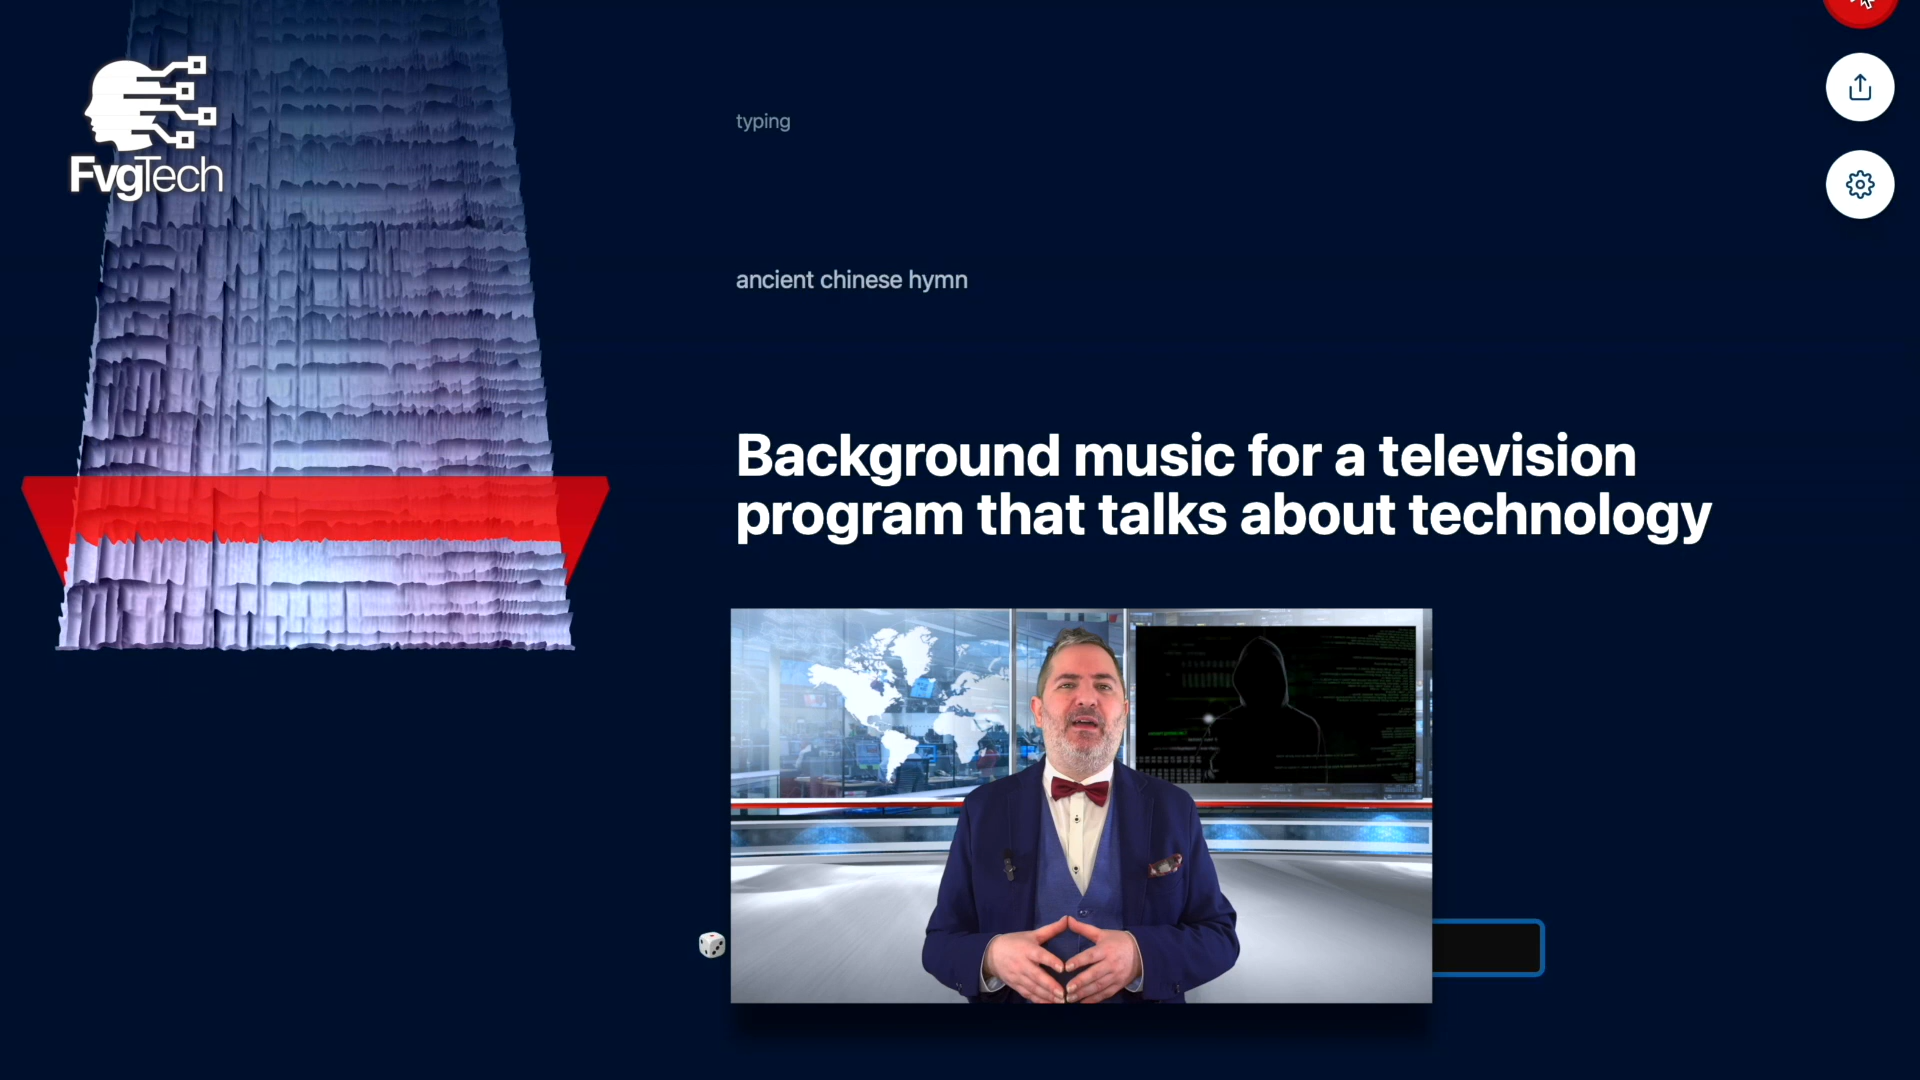 FvgTech
typing
ancient chinese hymn
Background music for a television
program that talks about technology